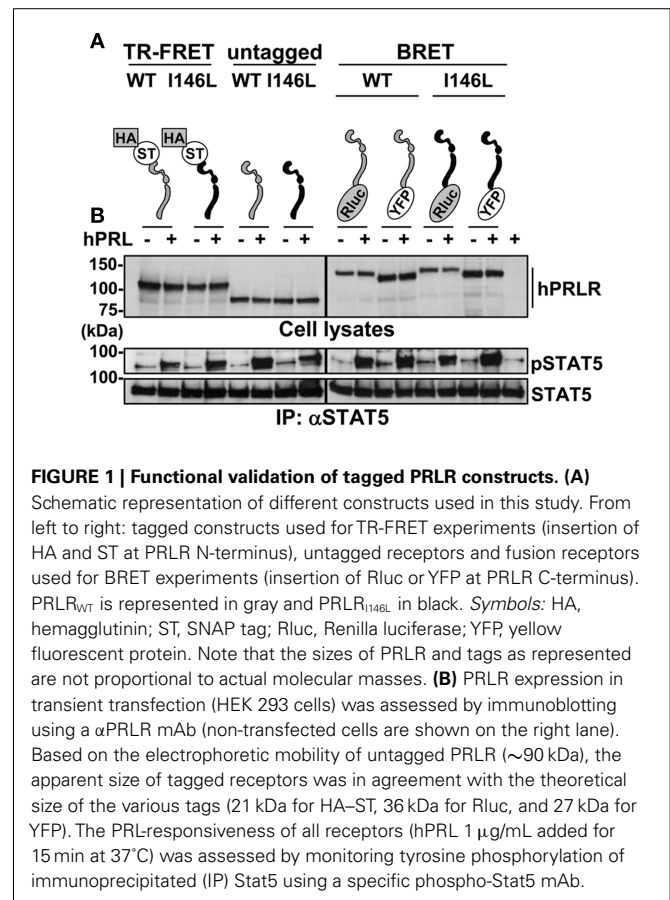 A
TR-FRET untagged BRET
WT I146L WT I146L WT I146L
HA HA
ST ST
Rluc YFP Rluc YFP
B
hPRL - + - + - + - + - + - + - + - + +
150-
100-
75-
hPRLR
(kDa) Cell lysates
100- pSTAT5
100- STAT5
IP: αSTAT5
FIGURE 1 | Functional validation of tagged PRLR constructs. (A)
Schematic representation of different constructs used in this study. From
left to right: tagged constructs used for TR-FRET experiments (insertion of
HA and ST at PRLR N-terminus), untagged receptors and fusion receptors
used for BRET experiments (insertion of Rluc or YFP at PRLR C-terminus).
PRLRWT is represented in gray and PRLRI146L in black. Symbols: HA,
hemagglutinin; ST, SNAP tag; Rluc, Renilla luciferase; YFP, yellow
fluorescent protein. Note that the sizes of PRLR and tags as represented
are not proportional to actual molecular masses. (B) PRLR expression in
transient transfection (HEK 293 cells) was assessed by immunoblotting
using a αPRLR mAb (non-transfected cells are shown on the right lane).
Based on the electrophoretic mobility of untagged PRLR (∼90 kDa), the
apparent size of tagged receptors was in agreement with the theoretical
size of the various tags (21 kDa for HA–ST, 36 kDa for Rluc, and 27 kDa for
YFP). The PRL-responsiveness of all receptors (hPRL 1 μg/mL added for
15 min at 37˚C) was assessed by monitoring tyrosine phosphorylation of
immunoprecipitated (IP) Stat5 using a specific phospho-Stat5 mAb.